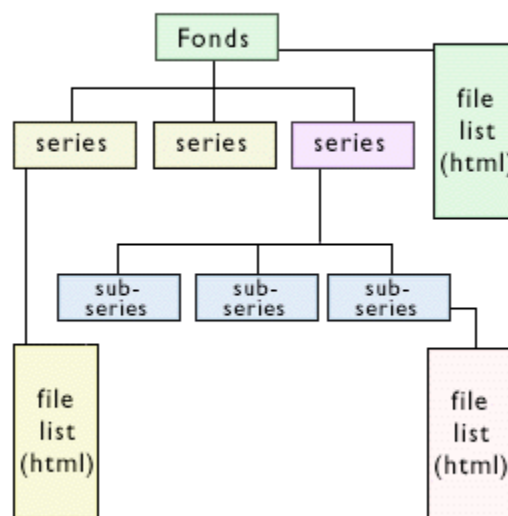 Fonds
file
list
(html)
series
series
series
sub-
series
sub-
series
sub-
series
file
list
(html)
file
list
(html)